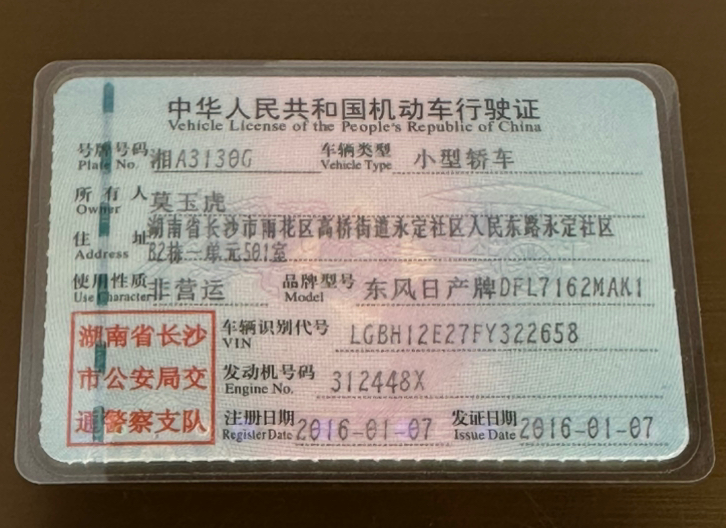 中华人民共和国机动车行驶证
Vehicle License of the People's Republic of China
号牌号码 湘A3130G 车辆类型 小型轿车
Plate No. Vehicle Type
所有人 莫玉虎
Owner
住址 湖南省长沙市雨花区高桥街道永定社区人民东路永定社区
Address B2栋一单元501室
使用性质 非营运 品牌型号 东风日产牌DFL7162MAK1
Use Character Model
湖南省长沙 车辆识别代号 LGBH12E27FY322658
VIN
市公安局交 发动机号码 312448X
Engine No.
通警察支队 注册日期 2016-01-07 发证日期 2016-01-07
Register Date Issue Date